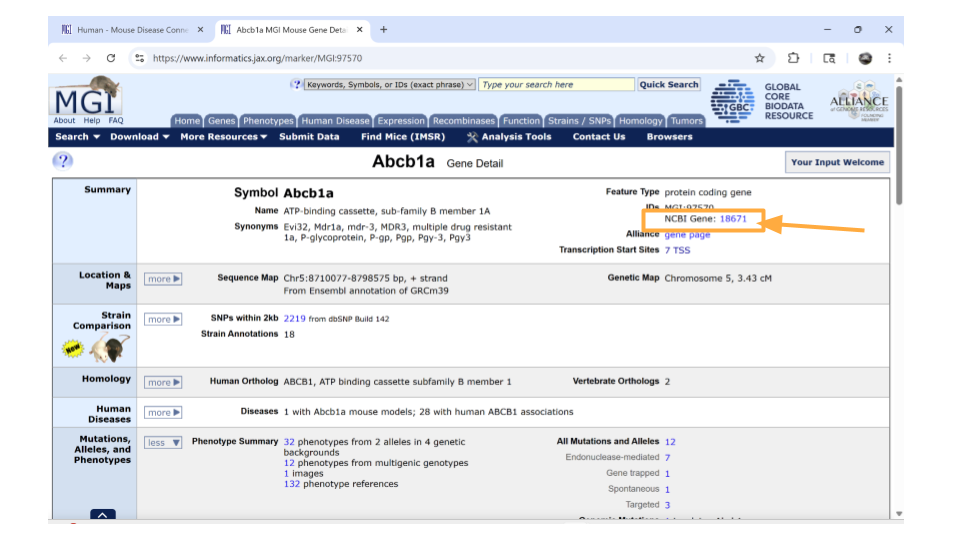 Human - Mouse Disease Conne
Abcb1a MGI Mouse Gene Deta
https://www.informatics.jax.org/marker/MGI:97570
MGI
About Help FAQ
? Keywords, Symbols, or IDs (exact phrase) Type your search here Quick Search
GBC
GLOBAL
CORE
BIODATA
RESOURCE
ALLIANCE
of GENOME RESOURCES
FOUNDING
MEMBER
Home Genes Phenotypes Human Disease Expression Recombinases Function Strains / SNPs Homology Tumors
Search Download More Resources Submit Data Find Mice (IMSR) Analysis Tools Contact Us Browsers
? Abcb1a Gene Detail Your Input Welcome
Summary
Symbol Abcb1a
Name ATP-binding cassette, sub-family B member 1A
Synonyms Evi32, Mdr1a, mdr-3, MDR3, multiple drug resistant
1a, P-glycoprotein, P-gp, Pgp, Pgy-3, Pgy3
Feature Type protein coding gene
IDs MGI:97570
NCBI Gene: 18671
Alliance gene page
Transcription Start Sites 7 TSS
Location &
Maps
more
Sequence Map Chr5:8710077-8798575 bp, + strand
From Ensembl annotation of GRCm39
Genetic Map Chromosome 5, 3.43 cM
Strain
Comparison
New
more
SNPs within 2kb 2219 from dbSNP Build 142
Strain Annotations 18
Homology
more
Human Ortholog ABCB1, ATP binding cassette subfamily B member 1
Vertebrate Orthologs 2
Human
Diseases
more
Diseases 1 with Abcb1a mouse models; 28 with human ABCB1 associations
Mutations,
Alleles, and
Phenotypes
less
Phenotype Summary 32 phenotypes from 2 alleles in 4 genetic
backgrounds
12 phenotypes from multigenic genotypes
1 images
132 phenotype references
All Mutations and Alleles 12
Endonuclease-mediated 7
Gene trapped 1
Spontaneous 1
Targeted 3